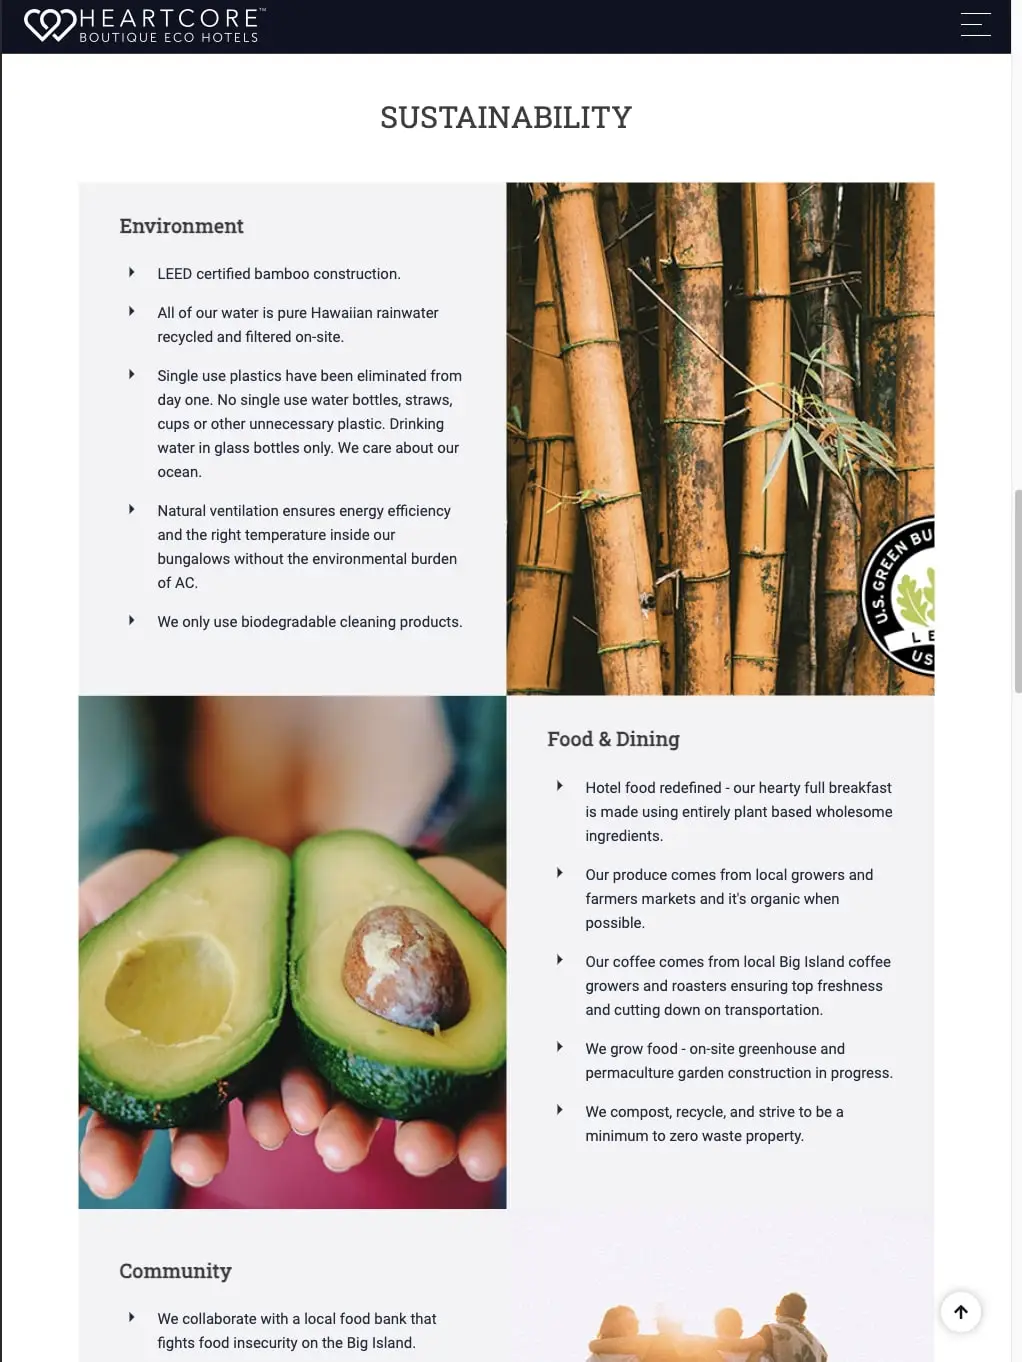 HEARTCORE™
BOUTIQUE ECO HOTELS
SUSTAINABILITY
Environment
LEED certified bamboo construction.
All of our water is pure Hawaiian rainwater
recycled and filtered on-site.
Single use plastics have been eliminated from
day one. No single use water bottles, straws,
cups or other unnecessary plastic. Drinking
water in glass bottles only. We care about our
ocean.
Natural ventilation ensures energy efficiency
and the right temperature inside our
bungalows without the environmental burden
of AC.
We only use biodegradable cleaning products.
U.S. GREEN BU
LE
US
Food & Dining
Hotel food redefined - our hearty full breakfast
is made using entirely plant based wholesome
ingredients.
Our produce comes from local growers and
farmers markets and it's organic when
possible.
Our coffee comes from local Big Island coffee
growers and roasters ensuring top freshness
and cutting down on transportation.
We grow food - on-site greenhouse and
permaculture garden construction in progress.
We compost, recycle, and strive to be a
minimum to zero waste property.
Community
We collaborate with a local food bank that
fights food insecurity on the Big Island.